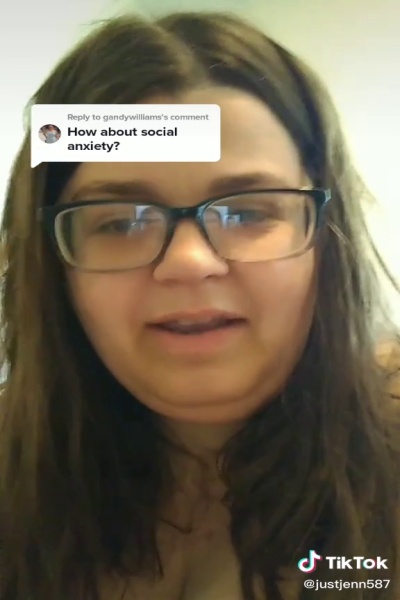 Reply to gandywilliams's comment
How about social
anxiety?
TikTok
@justjenn587